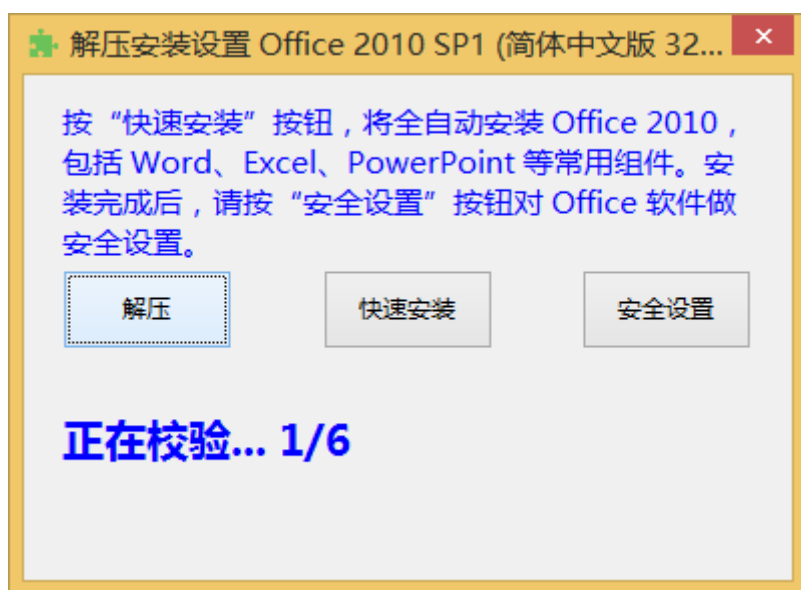 解压安装设置 Office 2010 SP1 (简体中文版 32...
按“快速安装”按钮，将全自动安装 Office 2010，
包括 Word、Excel、PowerPoint 等常用组件。安
装完成后，请按“安全设置”按钮对 Office 软件做
安全设置。
解压 快速安装 安全设置
正在校验... 1/6